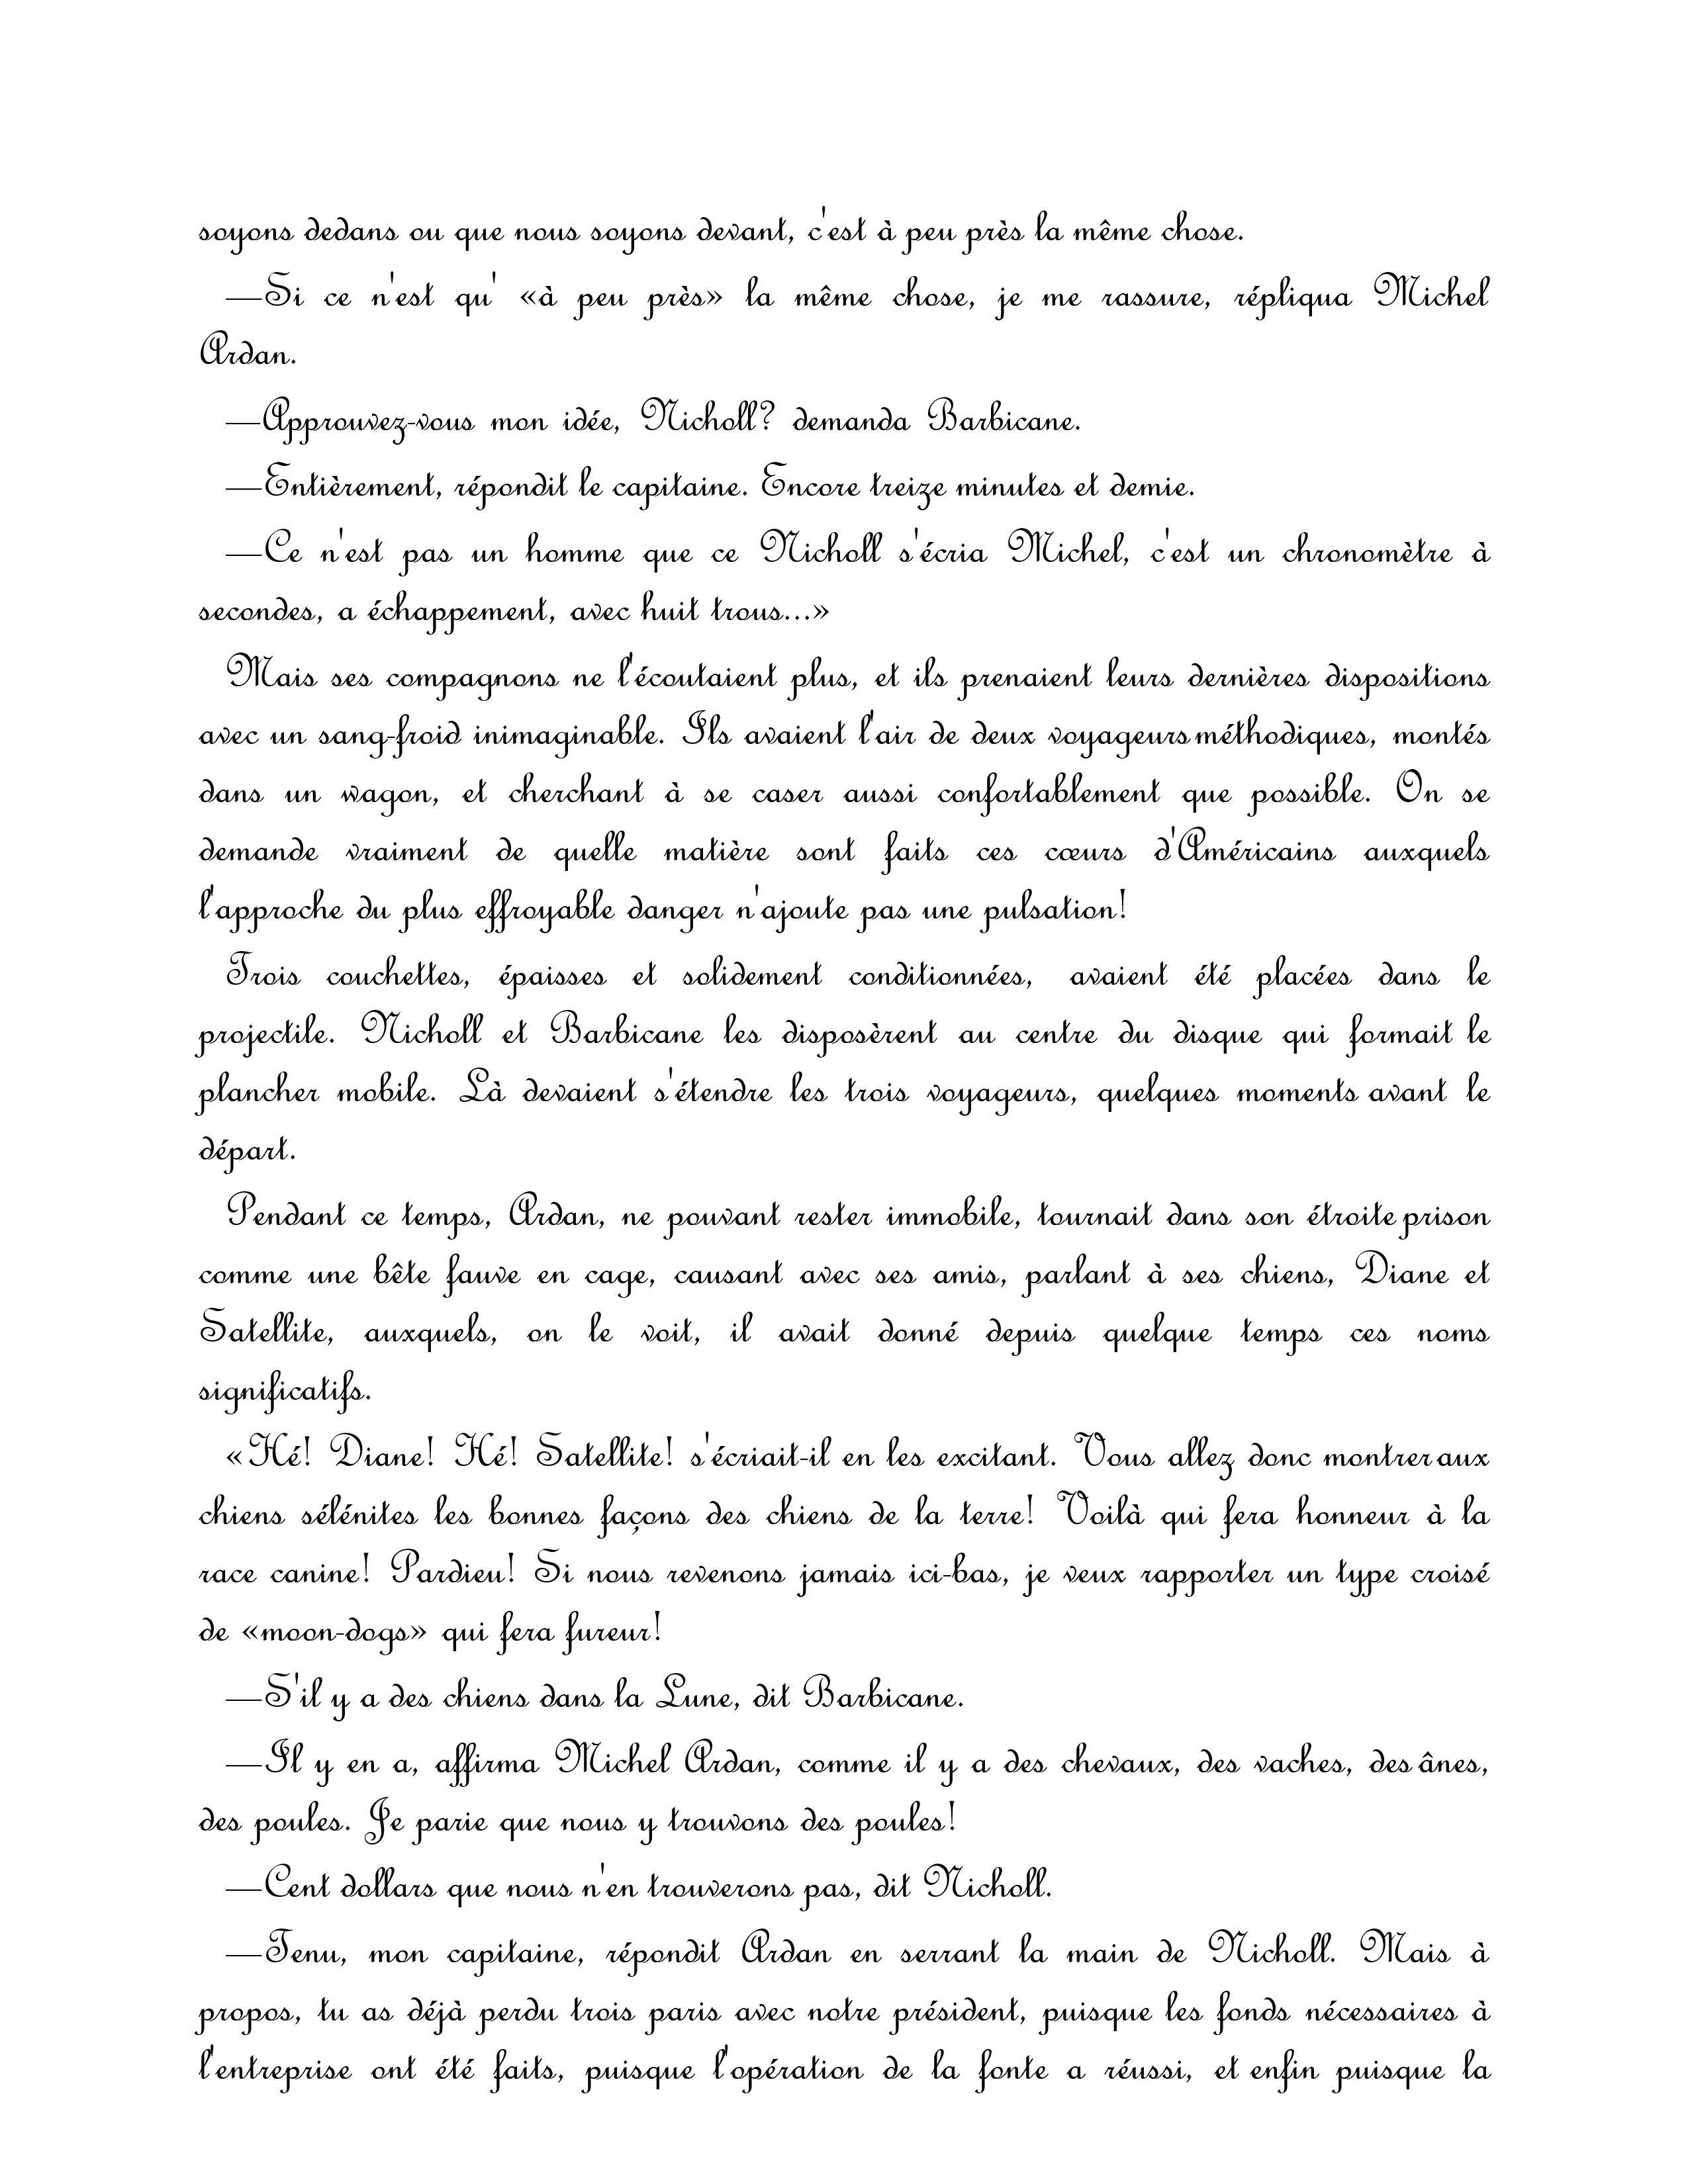 soyons dedans ou que nous soyons devant, c'est à peu près la même chose.
—Si ce n'est qu' «à peu près» la même chose, je me rassure, répliqua Michel
Ardan.
—Approuvez-vous mon idée, Nicholl? demanda Barbicane.
—Entièrement, répondit le capitaine. Encore treize minutes et demie.
—Ce n'est pas un homme que ce Nicholl s'écria Michel, c'est un chronomètre à
secondes, a échappement, avec huit trous...»
Mais ses compagnons ne l'écoutaient plus, et ils prenaient leurs dernières dispositions
avec un sang-froid inimaginable. Ils avaient l'air de deux voyageurs méthodiques, montés
dans un wagon, et cherchant à se caser aussi confortablement que possible. On se
demande vraiment de quelle matière sont faits ces cœurs d'Américains auxquels
l'approche du plus effroyable danger n'ajoute pas une pulsation!
Trois couchettes, épaisses et solidement conditionnées, avaient été placées dans le
projectile. Nicholl et Barbicane les disposèrent au centre du disque qui formait le
plancher mobile. Là devaient s'étendre les trois voyageurs, quelques moments avant le
départ.
Pendant ce temps, Ardan, ne pouvant rester immobile, tournait dans son étroite prison
comme une bête fauve en cage, causant avec ses amis, parlant à ses chiens, Diane et
Satellite, auxquels, on le voit, il avait donné depuis quelque temps ces noms
significatifs.
«Hé! Diane! Hé! Satellite! s'écriait-il en les excitant. Vous allez donc montrer aux
chiens sélénites les bonnes façons des chiens de la terre! Voilà qui fera honneur à la
race canine! Pardieu! Si nous revenons jamais ici-bas, je veux rapporter un type croisé
de «moon-dogs» qui fera fureur!
—S'il y a des chiens dans la Lune, dit Barbicane.
—Il y en a, affirma Michel Ardan, comme il y a des chevaux, des vaches, des ânes,
des poules. Je parie que nous y trouvons des poules!
—Cent dollars que nous n'en trouverons pas, dit Nicholl.
—Tenu, mon capitaine, répondit Ardan en serrant la main de Nicholl. Mais à
propos, tu as déjà perdu trois paris avec notre président, puisque les fonds nécessaires à
l'entreprise ont été faits, puisque l'opération de la fonte a réussi, et enfin puisque la